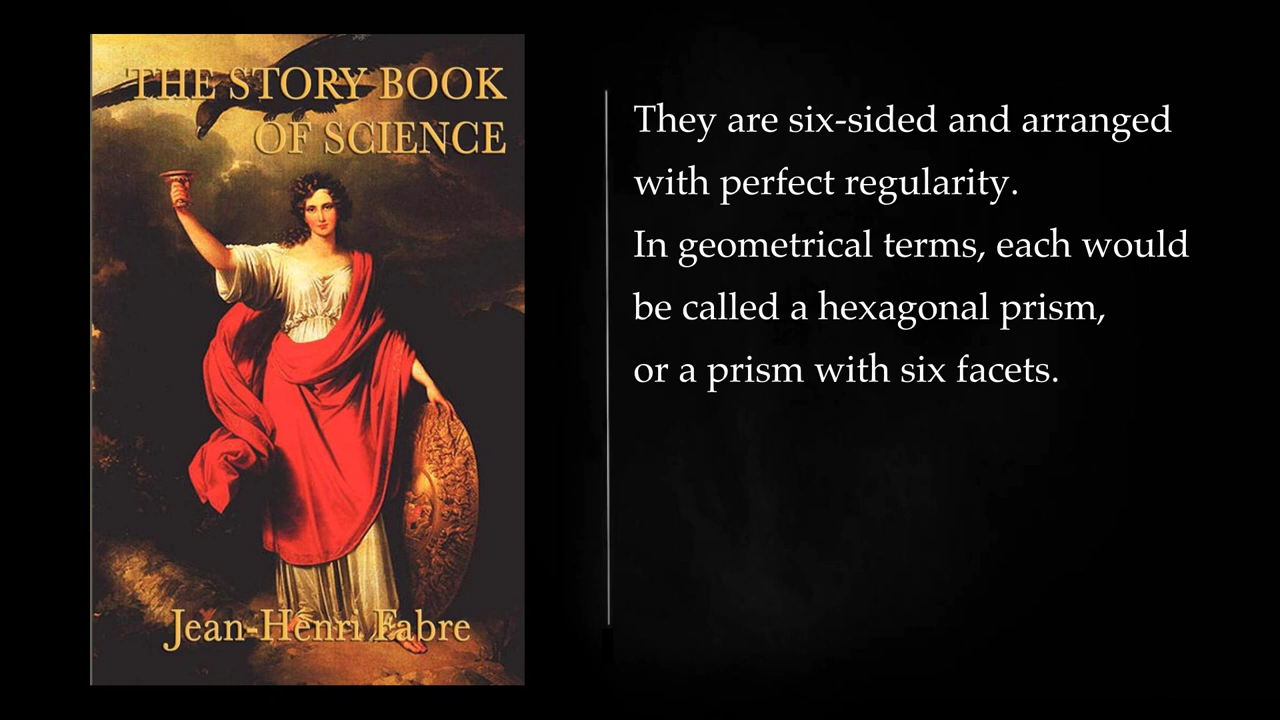 THE STORY BOOK
OF SCIENCE
Jean-Henri Fabre
They are six-sided and arranged
with perfect regularity.
In geometrical terms, each would
be called a hexagonal prism,
or a prism with six facets.